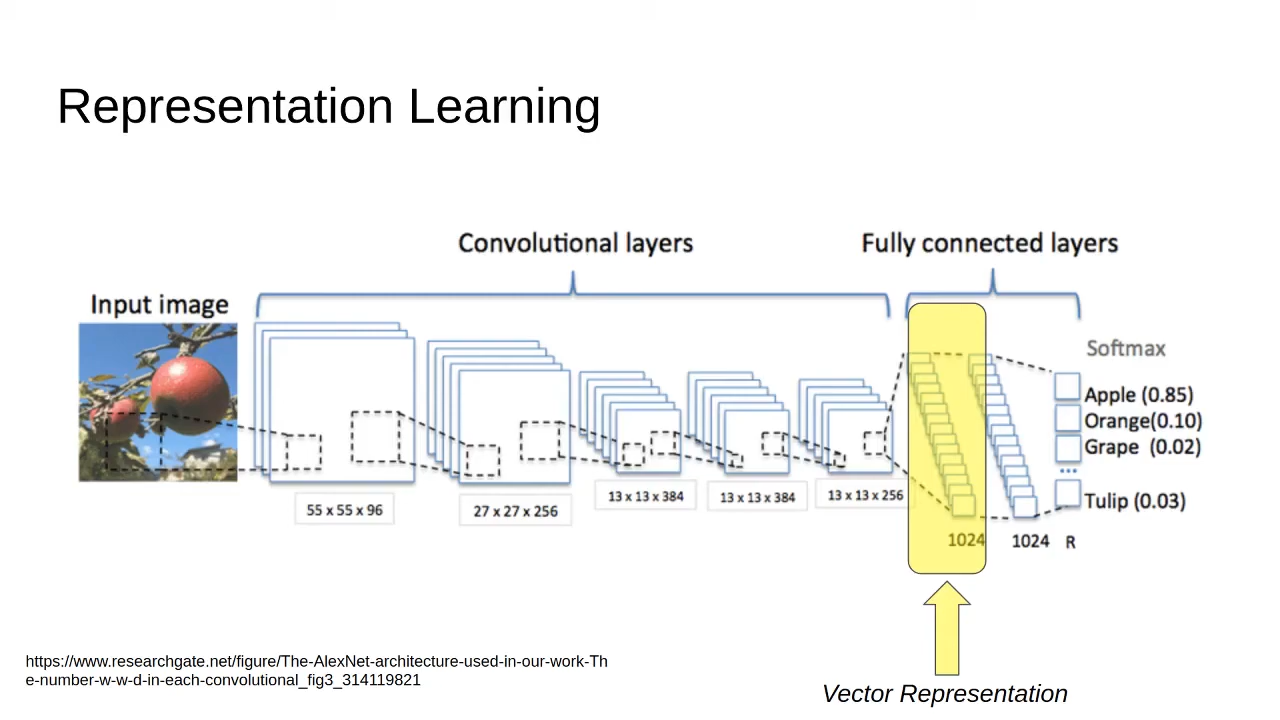 Representation Learning
Convolutional layers
Fully connected layers
Input image
Softmax
Apple (0.85)
Orange(0.10)
Grape (0.02)
...
Tulip (0.03)
55 x 55 x 96
27 x 27 x 256
13 x 13 x 384
13 x 13 x 384
13 x 13 x 256
1024
1024
R
https://www.researchgate.net/figure/The-AlexNet-architecture-used-in-our-work-Th
e-number-w-w-d-in-each-convolutional_fig3_314119821
Vector Representation